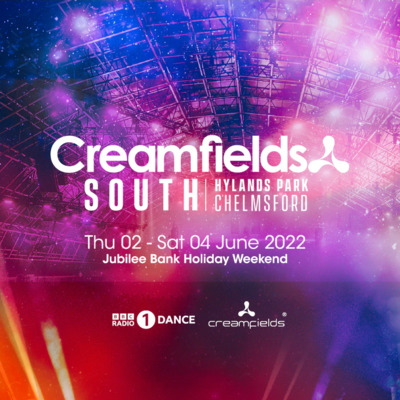 Creamfields
SOUTH
HYLANDS PARK
CHELMSFORD
Thu 02 - Sat 04 June 2022
Jubilee Bank Holiday Weekend
BBC
RADIO 1 DANCE
creamfields®